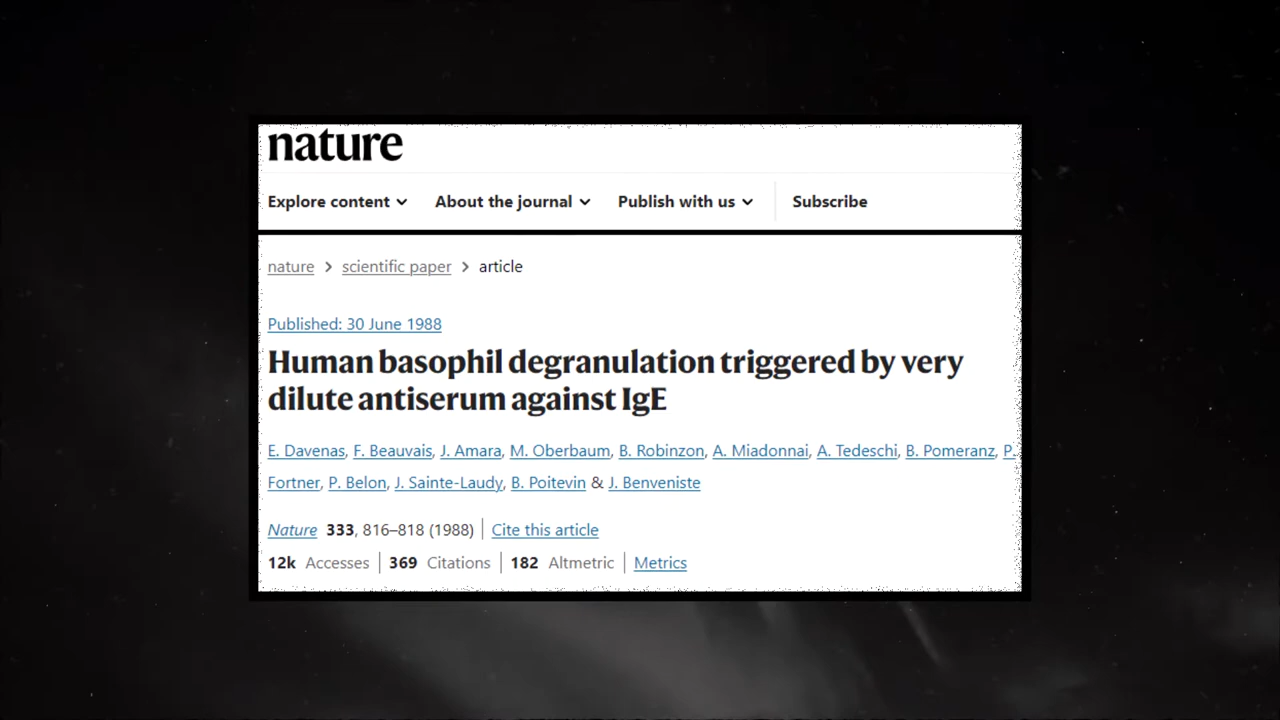 nature
Explore content About the journal Publish with us Subscribe
nature > scientific paper > article
Published: 30 June 1988
Human basophil degranulation triggered by very
dilute antiserum against IgE
E. Davenas, F. Beauvais, J. Amara, M. Oberbaum, B. Robinzon, A. Miadonnai, A. Tedeschi, B. Pomeranz, P.
Fortner, P. Belon, J. Sainte-Laudy, B. Poitevin & J. Benveniste
Nature 333, 816–818 (1988) | Cite this article
12k Accesses | 369 Citations | 182 Altmetric | Metrics